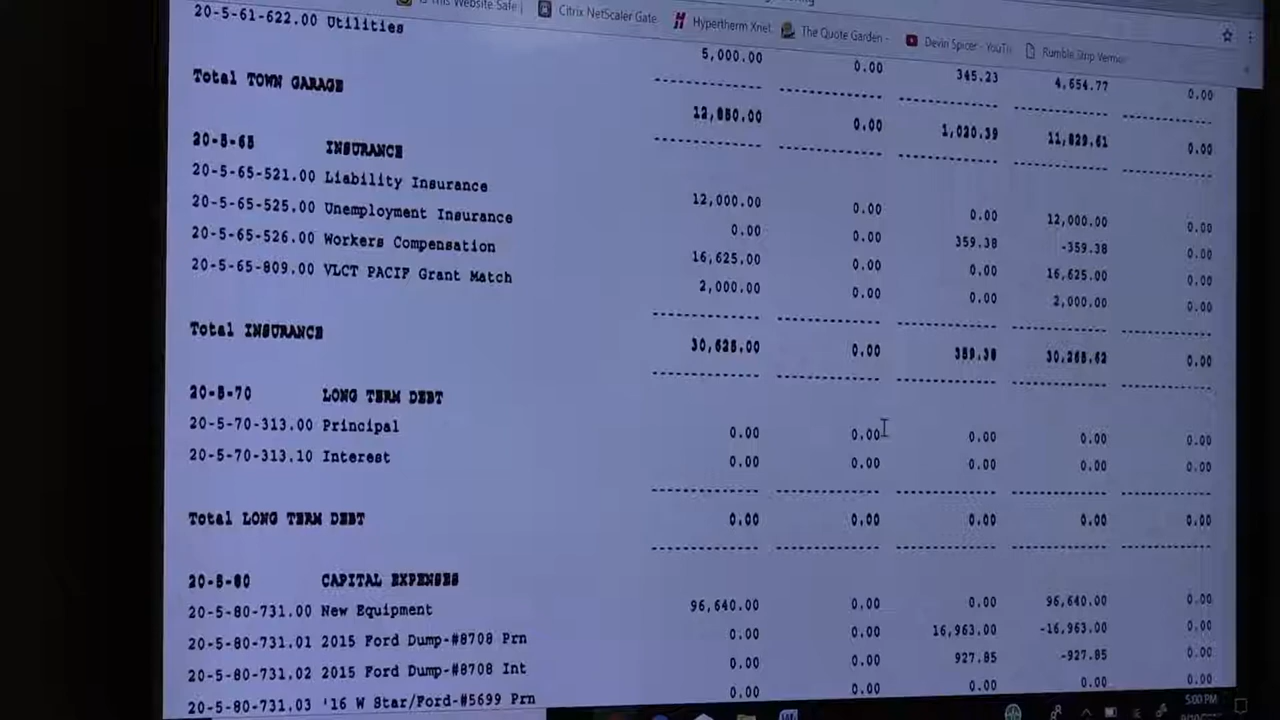 Is This Website Safe | Citrix NetScaler Gate Hypertherm Xnet The Quote Garden - Devin Spicer - YouTu Rumble Strip Vermon
20-5-61-622.00 Utilities 5,000.00 0.00 345.23 4,654.77 0.00
Total TOWN GARAGE 12,850.00 0.00 1,020.39 11,829.61 0.00
20-5-65 INSURANCE
20-5-65-521.00 Liability Insurance 12,000.00 0.00 0.00 12,000.00 0.00
20-5-65-525.00 Unemployment Insurance 0.00 0.00 359.38 -359.38 0.00
20-5-65-526.00 Workers Compensation 16,625.00 0.00 0.00 16,625.00 0.00
20-5-65-809.00 VLCT PACIF Grant Match 2,000.00 0.00 0.00 2,000.00 0.00
Total INSURANCE 30,625.00 0.00 359.38 30,265.62 0.00
20-5-70 LONG TERM DEBT
20-5-70-313.00 Principal 0.00 0.00 0.00 0.00 0.00
20-5-70-313.10 Interest 0.00 0.00 0.00 0.00 0.00
Total LONG TERM DEBT 0.00 0.00 0.00 0.00 0.00
20-5-80 CAPITAL EXPENSES
20-5-80-731.00 New Equipment 96,640.00 0.00 0.00 96,640.00 0.00
20-5-80-731.01 2015 Ford Dump-#8708 Prn 0.00 0.00 16,963.00 -16,963.00 0.00
20-5-80-731.02 2015 Ford Dump-#8708 Int 0.00 0.00 927.85 -927.85 0.00
20-5-80-731.03 '16 W Star/Ford-#5699 Prn 0.00 0.00 0.00 0.00 0.00
5:00 PM